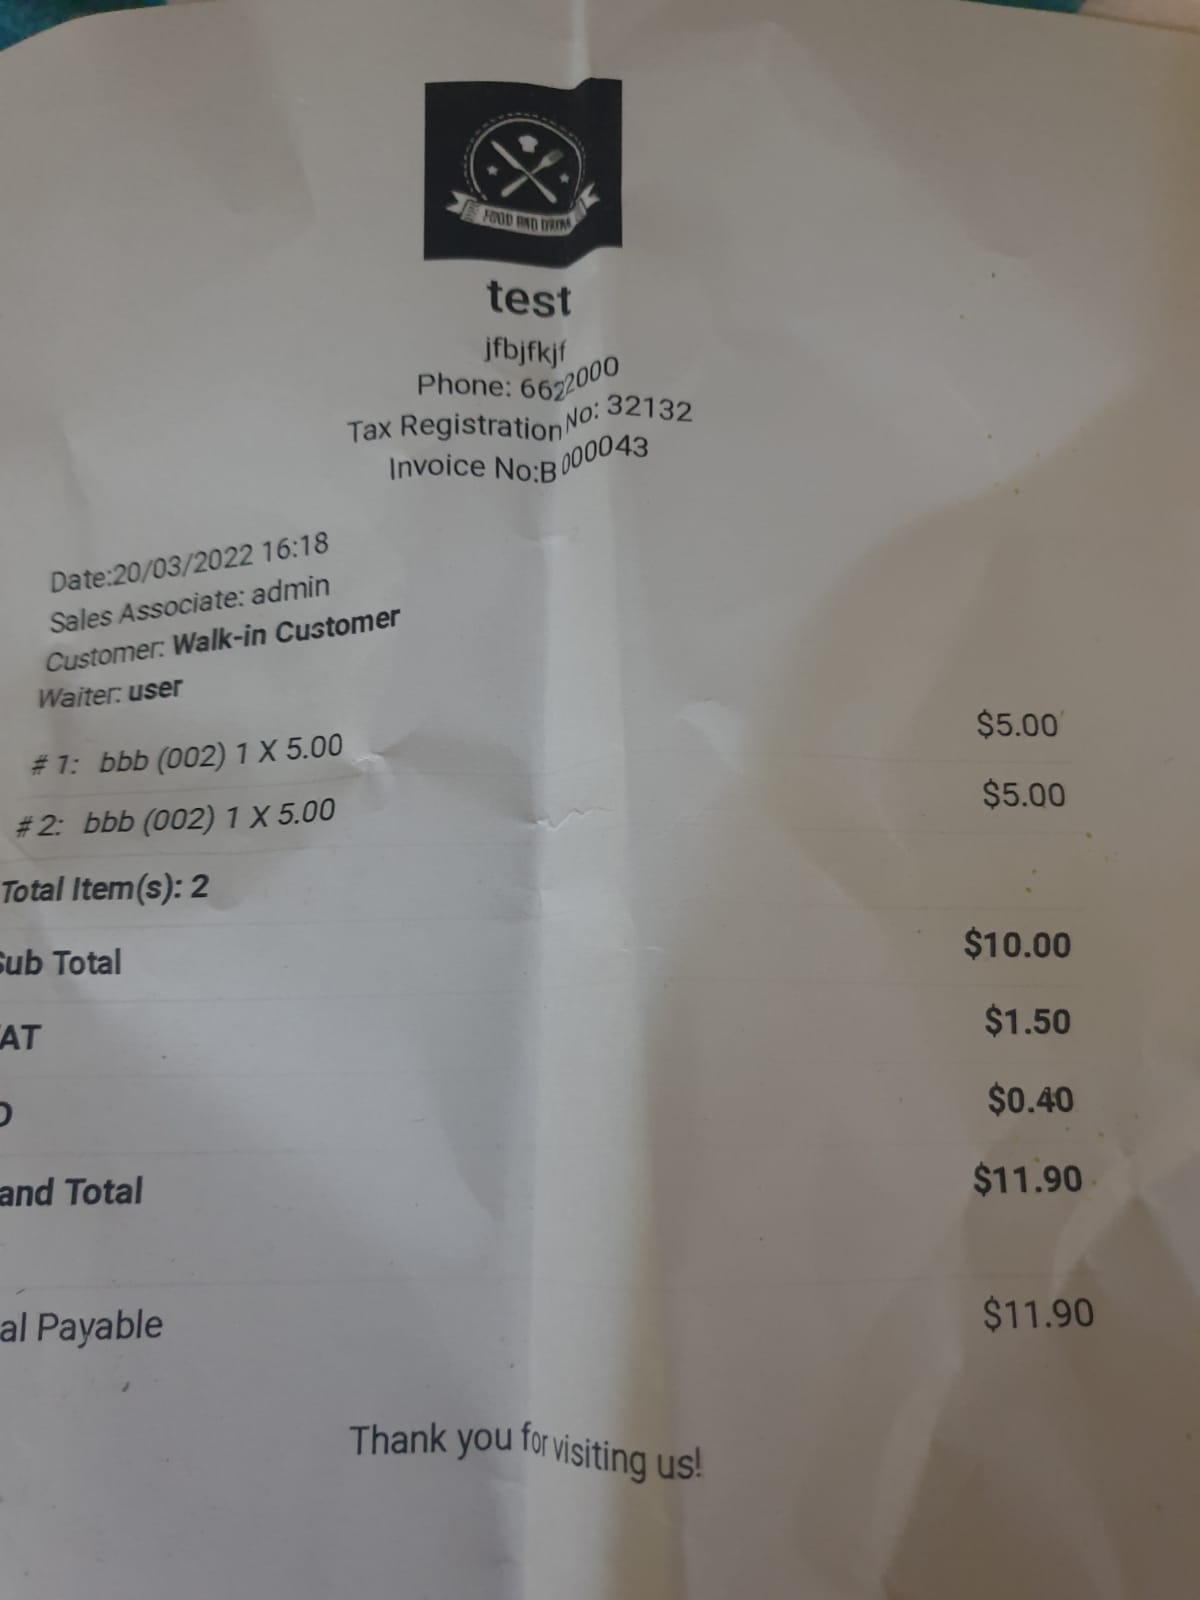 FOOD AND DRINK
test
jfbjfkjf
Phone: 6622000
Tax Registration No: 32132
Invoice No:B 000043
Date:20/03/2022 16:18
Sales Associate: admin
Customer: Walk-in Customer
Waiter: user
# 1: bbb (002) 1 X 5.00 $5.00
# 2: bbb (002) 1 X 5.00 $5.00
Total Item(s): 2
Sub Total $10.00
AT $1.50
$0.40
and Total $11.90
al Payable $11.90
Thank you for visiting us!